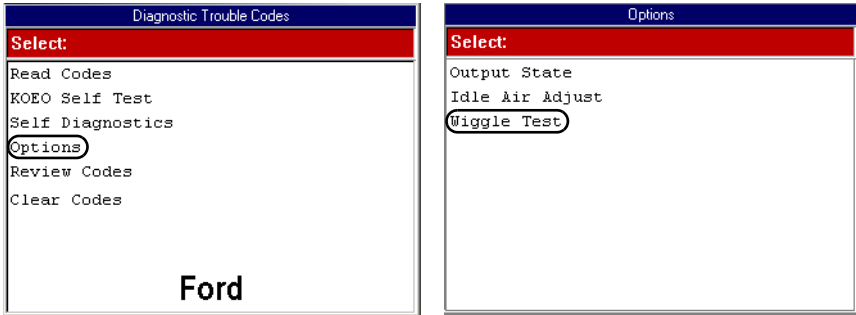 Diagnostic Trouble Codes
Select:
Read Codes
KOEO Self Test
Self Diagnostics
Options
Review Codes
Clear Codes
Ford
Options
Select:
Output State
Idle Air Adjust
Wiggle Test